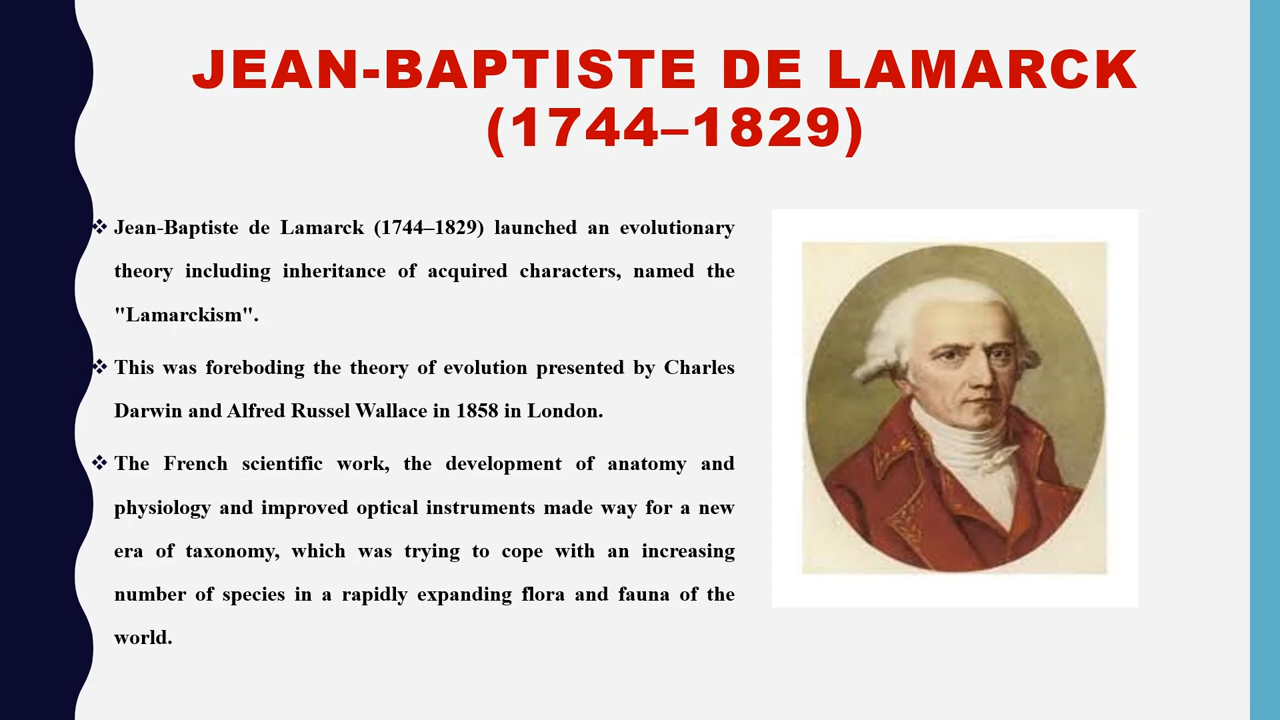 JEAN-BAPTISTE DE LAMARCK
(1744–1829)
❖ Jean-Baptiste de Lamarck (1744–1829) launched an evolutionary
theory including inheritance of acquired characters, named the
"Lamarckism".
❖ This was foreboding the theory of evolution presented by Charles
Darwin and Alfred Russel Wallace in 1858 in London.
❖ The French scientific work, the development of anatomy and
physiology and improved optical instruments made way for a new
era of taxonomy, which was trying to cope with an increasing
number of species in a rapidly expanding flora and fauna of the
world.